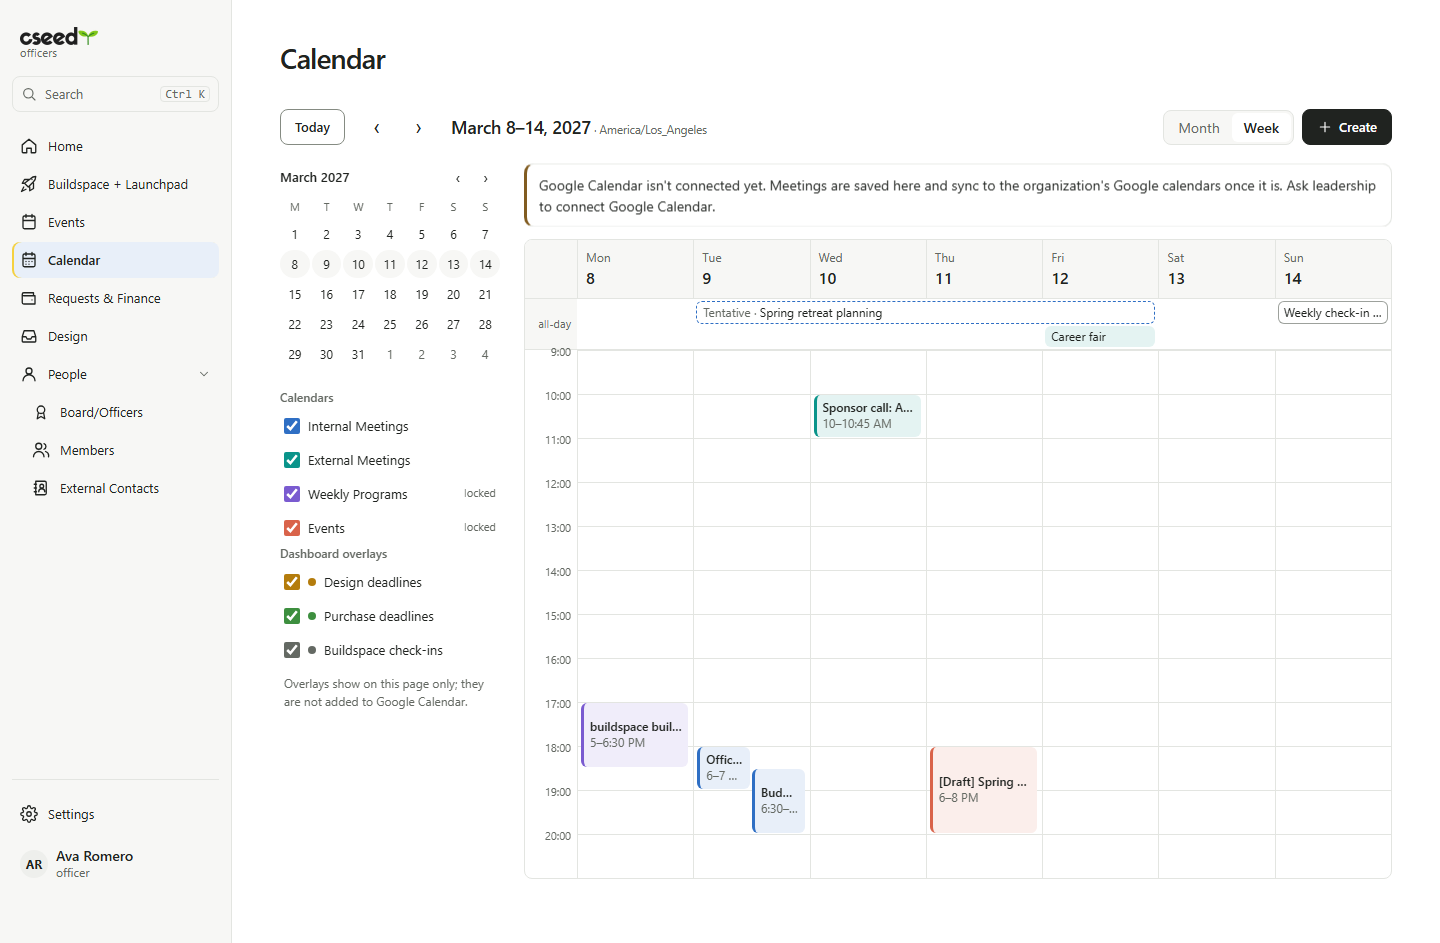 cseed
officers
Search
Ctrl K
Home
Buildspace + Launchpad
Events
Calendar
Requests & Finance
Design
People
Board/Officers
Members
External Contacts
Settings
AR
Ava Romero
officer
Calendar
Today
‹ ›
March 8–14, 2027 · America/Los_Angeles
Month
Week
+ Create
March 2027
‹ ›
M T W T F S S
1 2 3 4 5 6 7
8 9 10 11 12 13 14
15 16 17 18 19 20 21
22 23 24 25 26 27 28
29 30 31 1 2 3 4
Calendars
Internal Meetings
External Meetings
Weekly Programs locked
Events locked
Dashboard overlays
Design deadlines
Purchase deadlines
Buildspace check-ins
Overlays show on this page only; they
are not added to Google Calendar.
Google Calendar isn't connected yet. Meetings are saved here and sync to the organization's Google calendars once it is. Ask leadership
to connect Google Calendar.
Mon Tue Wed Thu Fri Sat Sun
8 9 10 11 12 13 14
all-day
Tentative · Spring retreat planning
Weekly check-in ...
Career fair
9:00
10:00
Sponsor call: A...
10–10:45 AM
11:00
12:00
13:00
14:00
15:00
16:00
17:00
buildspace buil...
5–6:30 PM
18:00
Offic...
6–7 ...
Bud...
6:30–...
[Draft] Spring ...
6–8 PM
19:00
20:00